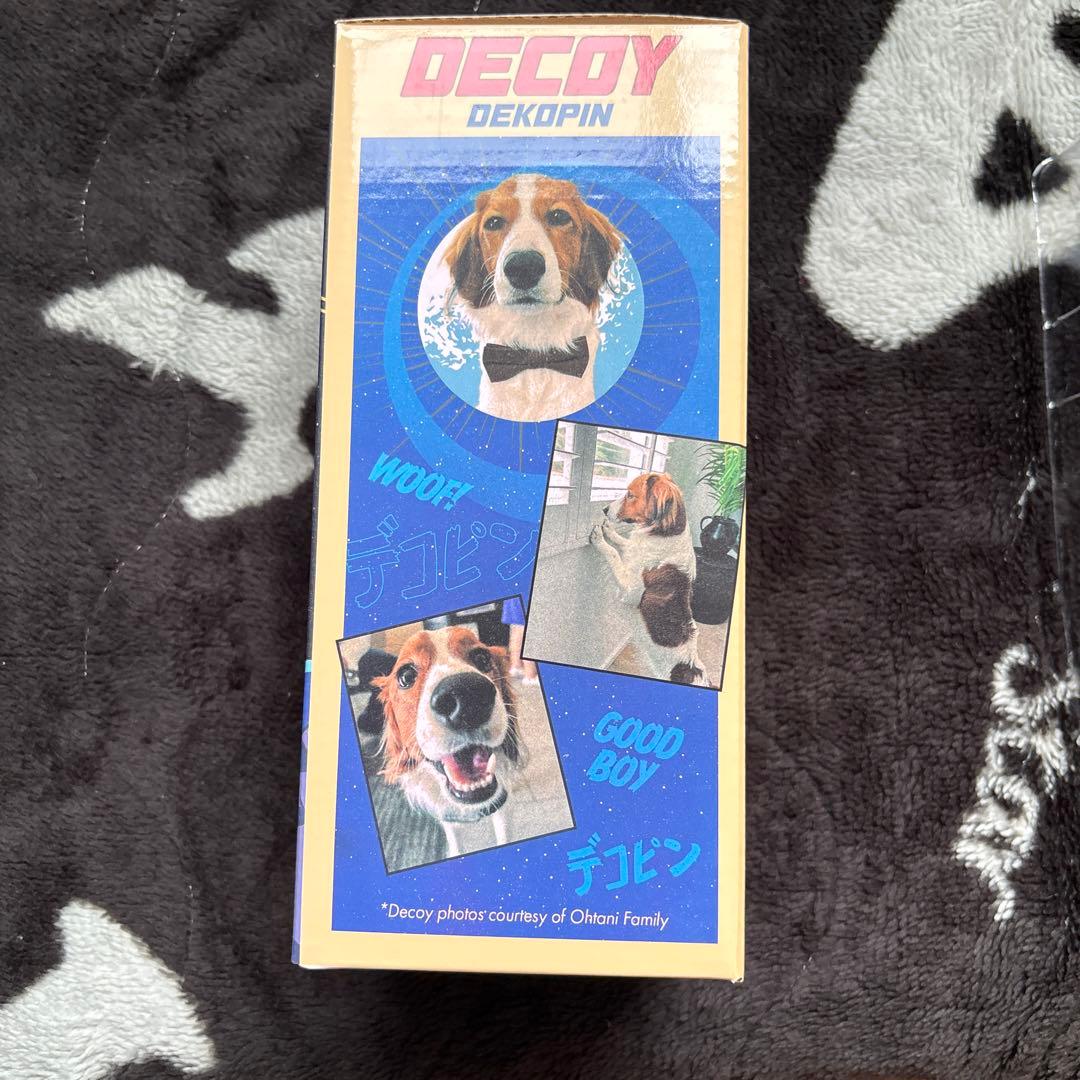 DECOY
DEKOPIN
WOOF!
デコピン
GOOD
BOY
デコピン
*Decoy photos courtesy of Ohtani Family